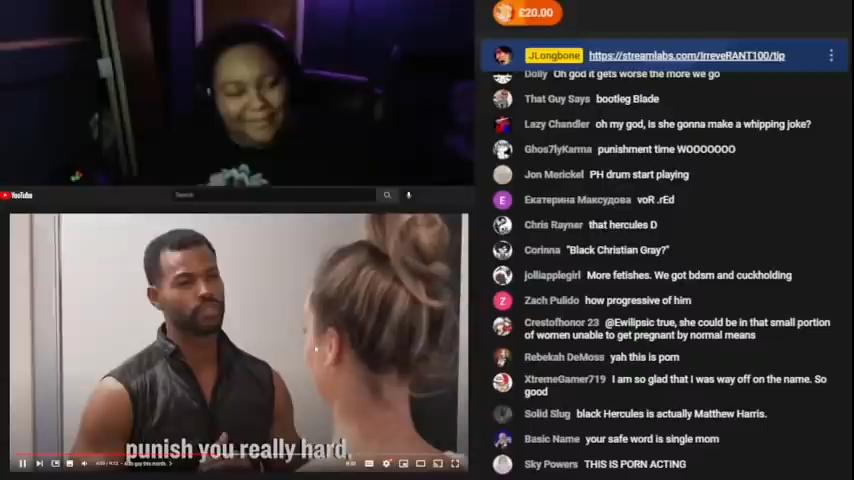 £20.00
JLongbone https://streamlabs.com/IrreveRANT100/tip
Dolly Oh god it gets worse the more we go
That Guy Says bootleg Blade
Lazy Chandler oh my god, is she gonna make a whipping joke?
Ghos7lyKarma punishment time WOOOOOOO
Jon Merickel PH drum start playing
Екатерина Максудова voR .rEd
Chris Rayner that hercules D
Corinna "Black Christian Gray?"
jolliapplegirl More fetishes. We got bdsm and cuckholding
Zach Pulido how progressive of him
Crestofhonor 23 @Ewilipsic true, she could be in that small portion
of women unable to get pregnant by normal means
Rebekah DeMoss yah this is porn
XtremeGamer719 I am so glad that I was way off on the name. So
good
Solid Slug black Hercules is actually Matthew Harris.
Basic Name your safe word is single mom
Sky Powers THIS IS PORN ACTING
YouTube
Search
punish you really hard.
guy this month.